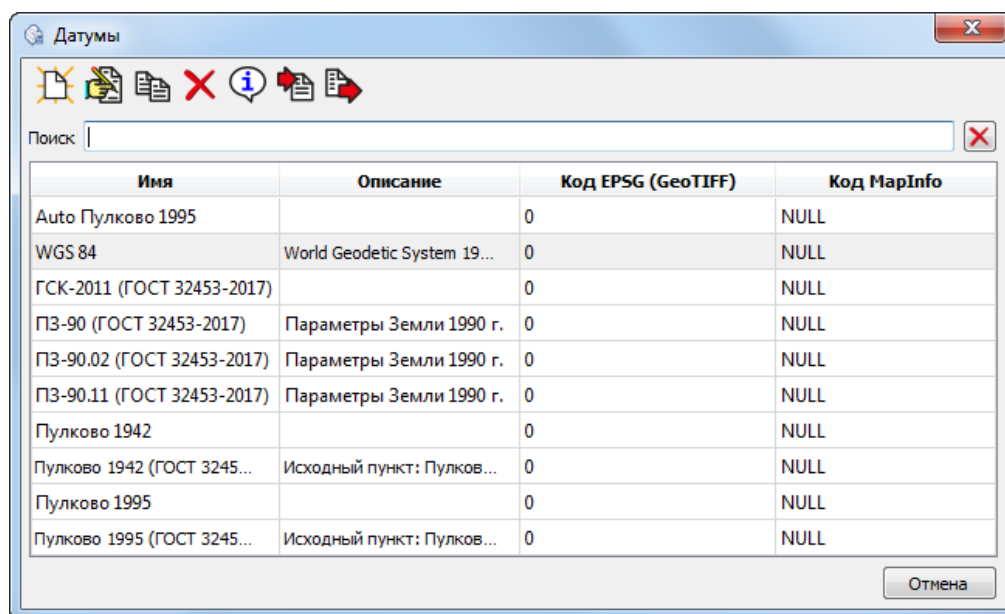 Датумы
Поиск
Имя Описание Код EPSG (GeoTIFF) Код MapInfo
Auto Пулково 1995 0 NULL
WGS 84 World Geodetic System 19... 0 NULL
ГСК-2011 (ГОСТ 32453-2017) 0 NULL
ПЗ-90 (ГОСТ 32453-2017) Параметры Земли 1990 г. 0 NULL
ПЗ-90.02 (ГОСТ 32453-2017) Параметры Земли 1990 г. 0 NULL
ПЗ-90.11 (ГОСТ 32453-2017) Параметры Земли 1990 г. 0 NULL
Пулково 1942 0 NULL
Пулково 1942 (ГОСТ 3245... Исходный пункт: Пулков... 0 NULL
Пулково 1995 0 NULL
Пулково 1995 (ГОСТ 3245... Исходный пункт: Пулков... 0 NULL
Отмена